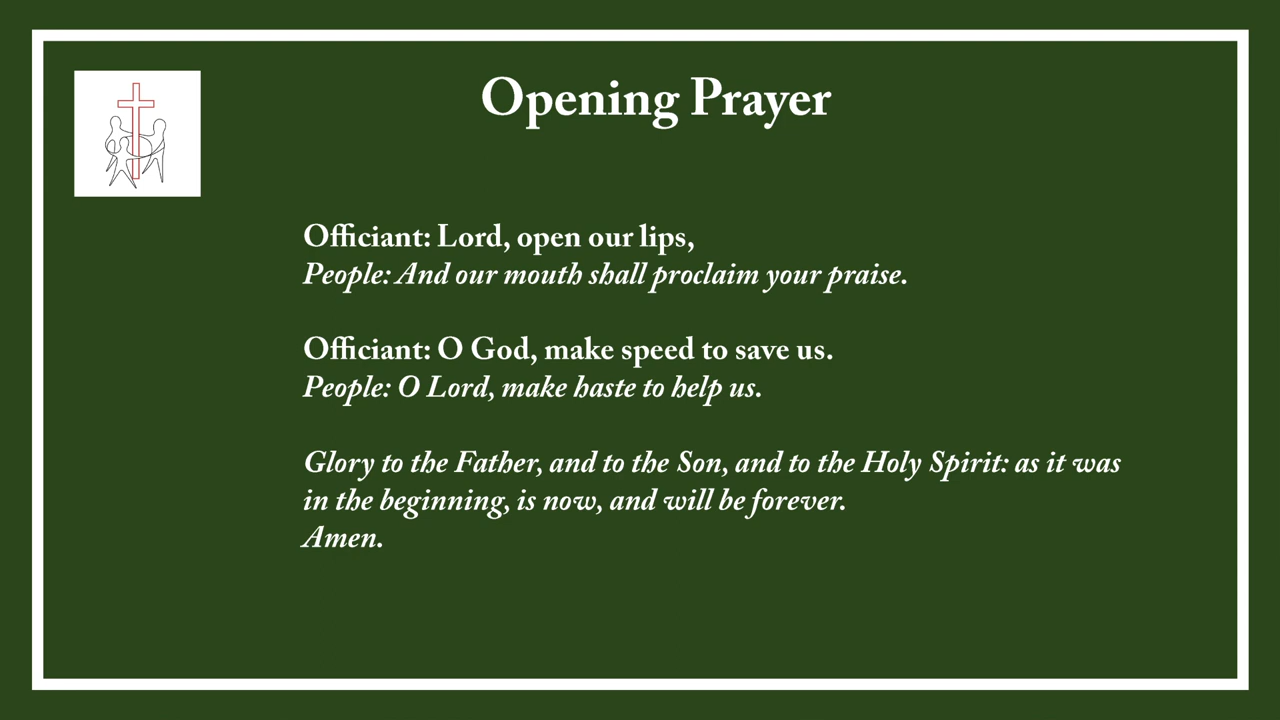 Opening Prayer
Officiant: Lord, open our lips,
People: And our mouth shall proclaim your praise.
Officiant: O God, make speed to save us.
People: O Lord, make haste to help us.
Glory to the Father, and to the Son, and to the Holy Spirit: as it was
in the beginning, is now, and will be forever.
Amen.